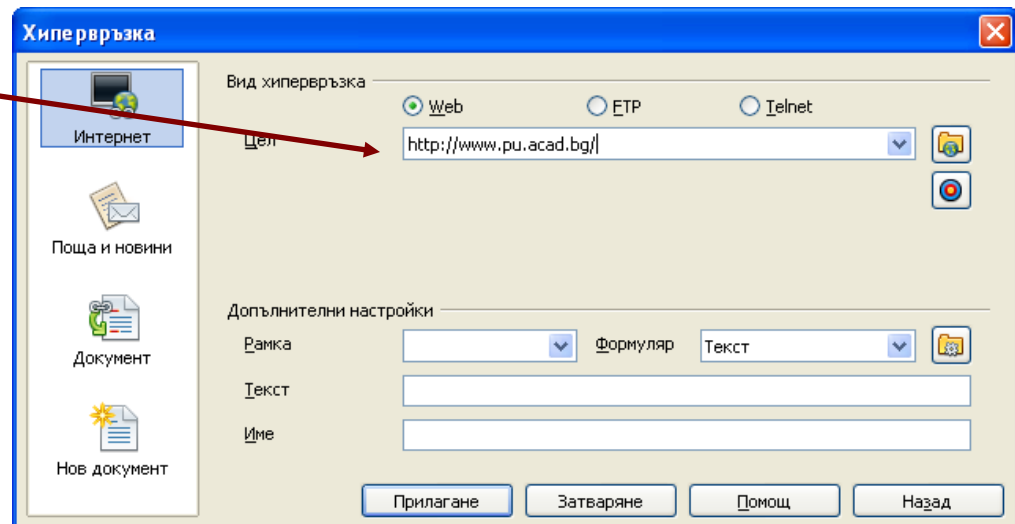 Хипервръзка
Интернет
Поща и новини
Документ
Нов документ
Вид хипервръзка
Web FTP Telnet
Цел http://www.pu.acad.bg/
Допълнителни настройки
Рамка Формуляр Текст
Текст
Име
Прилагане Затваряне Помощ Назад